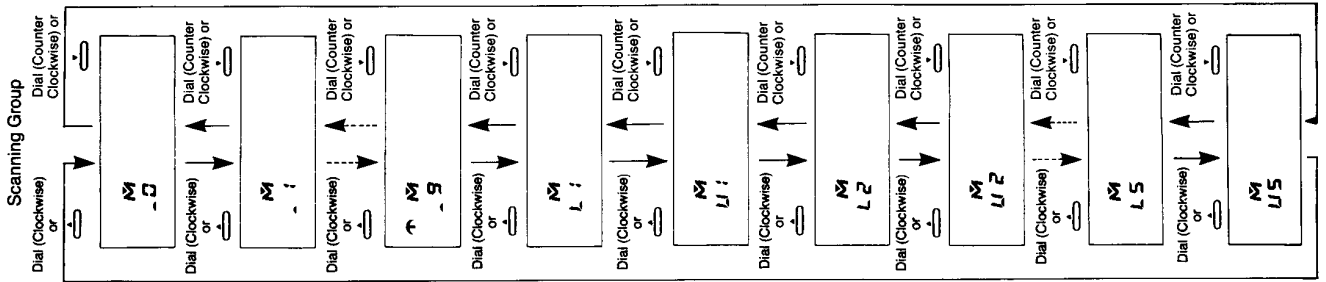 Scanning Group
Dial (Clockwise)
or
Dial (Counter
Clockwise) or
M
-0
Dial (Clockwise)
or
Dial (Counter
Clockwise) or
M
-1
Dial (Clockwise)
or
Dial (Counter
Clockwise) or
M
-9
Dial (Clockwise)
or
Dial (Counter
Clockwise) or
M
L1
Dial (Clockwise)
or
Dial (Counter
Clockwise) or
M
U1
Dial (Clockwise)
or
Dial (Counter
Clockwise) or
M
L2
Dial (Clockwise)
or
Dial (Counter
Clockwise) or
M
U2
Dial (Clockwise)
or
Dial (Counter
Clockwise) or
M
L5
Dial (Clockwise)
or
Dial (Counter
Clockwise) or
M
U5